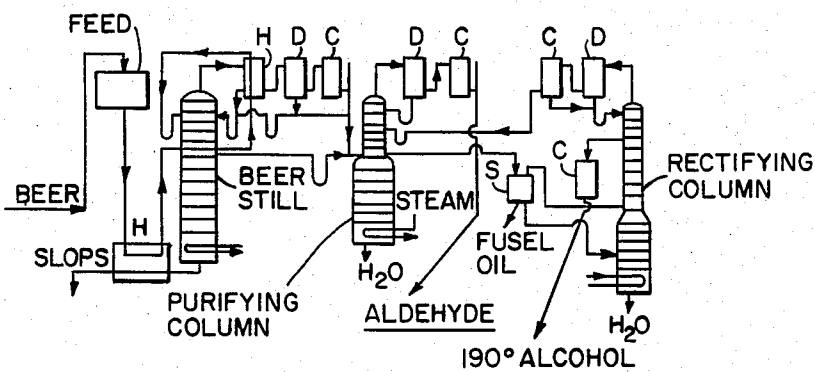 FEED
H D C
D C
C D
BEER
STILL
RECTIFYING
COLUMN
C
S
BEER
STEAM
H
FUSEL
OIL
SLOPS
H₂O
PURIFYING
COLUMN
ALDEHYDE
H₂O
190° ALCOHOL